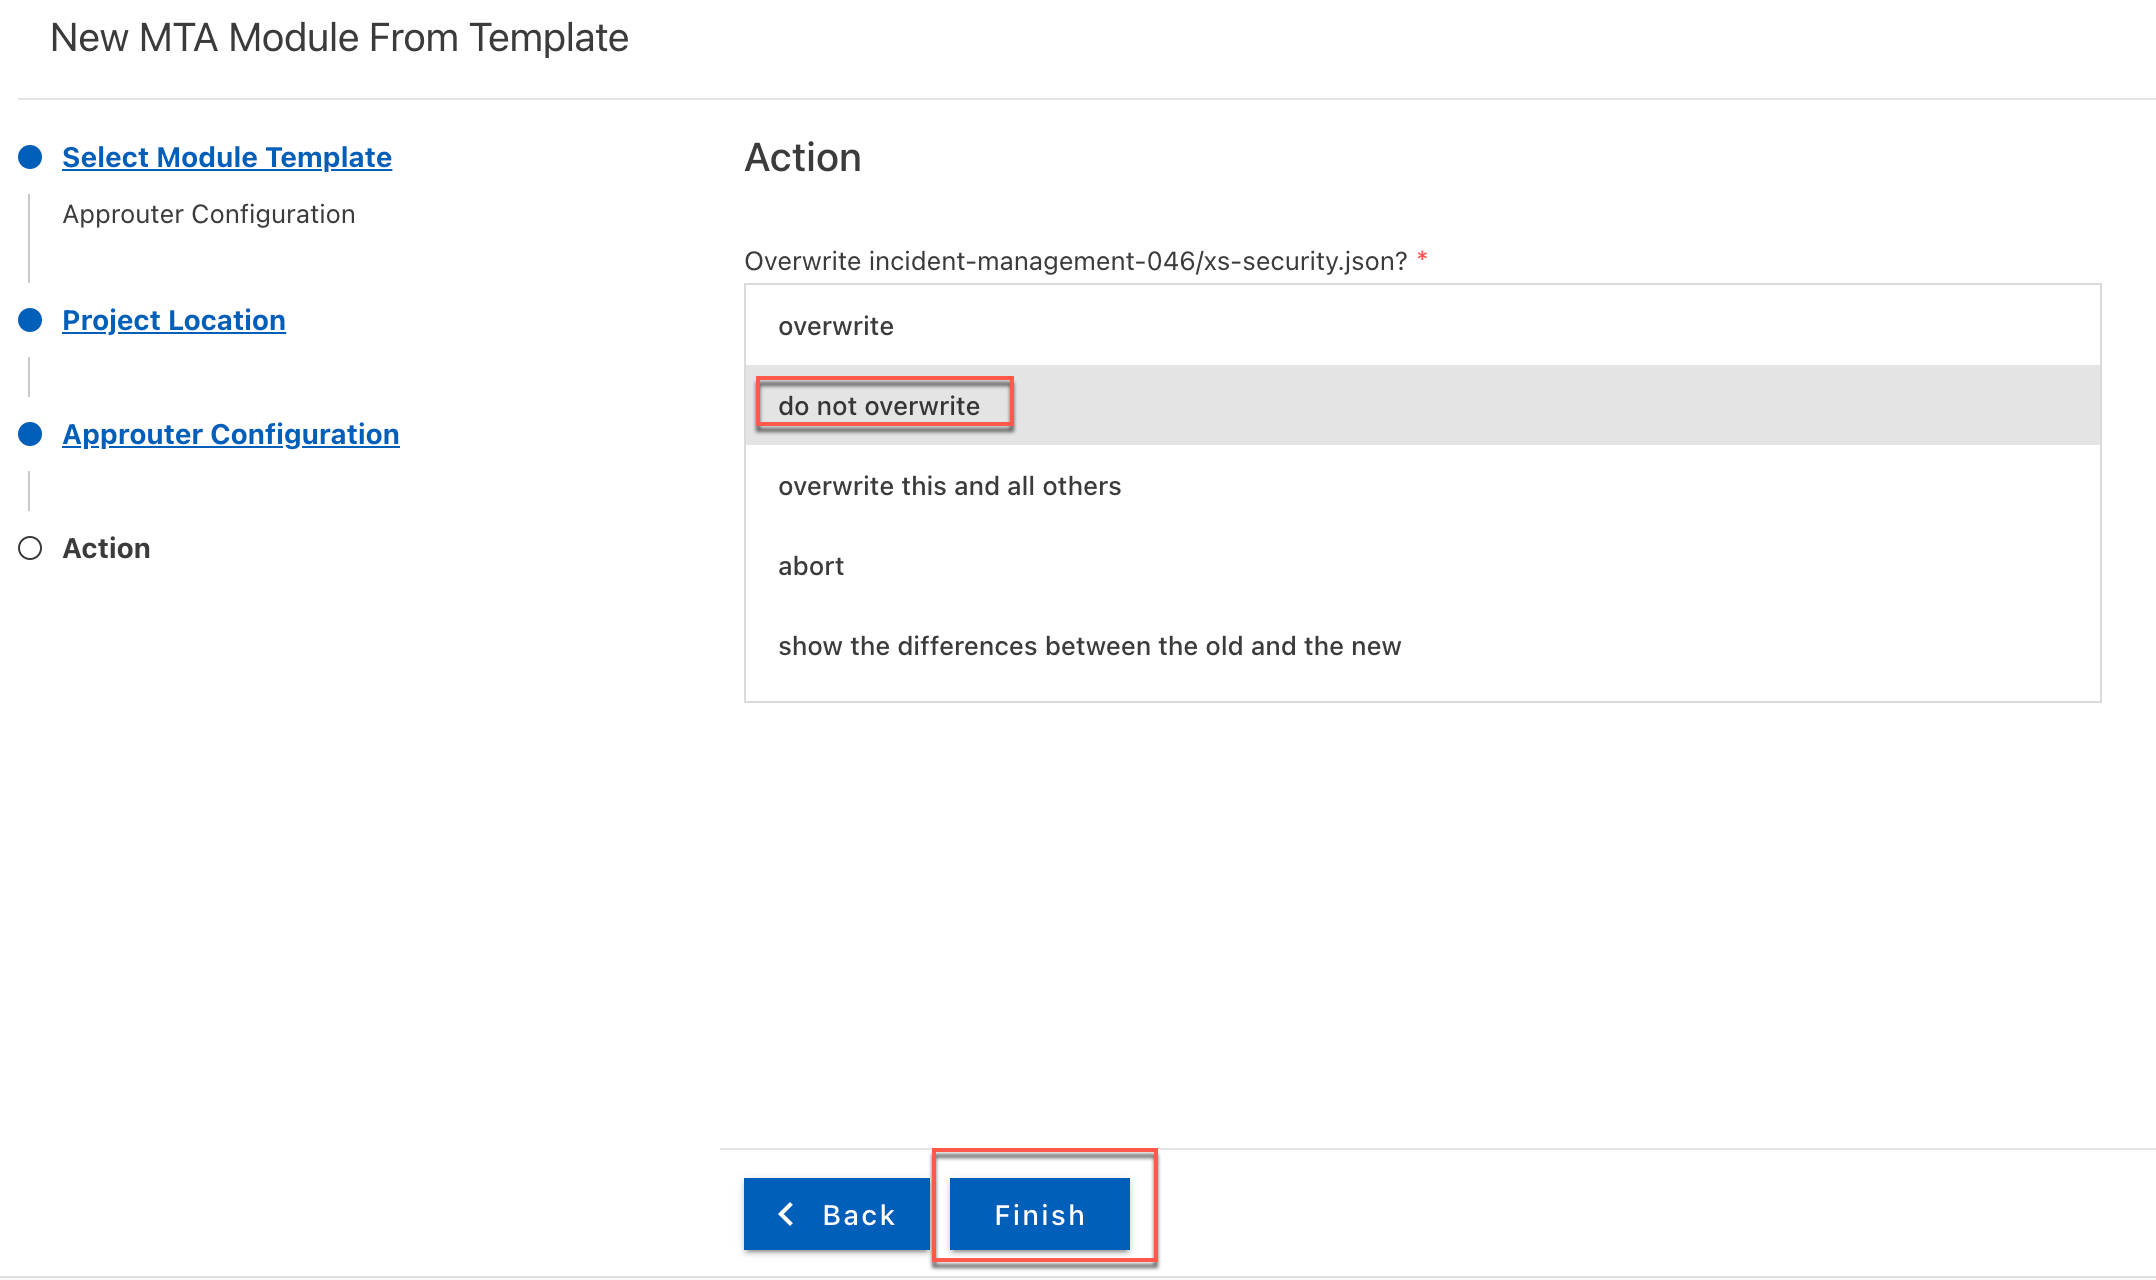 New MTA Module From Template
Select Module Template
Approuter Configuration
Project Location
Approuter Configuration
Action
Action
Overwrite incident-management-046/xs-security.json? *
overwrite
do not overwrite
overwrite this and all others
abort
show the differences between the old and the new
Back
Finish